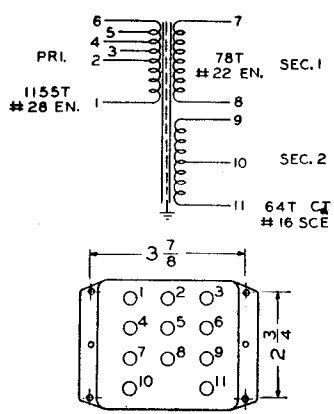 6
5
4
3
2
1
PRI.
1155T
# 28 EN.
7
78T
# 22 EN.
SEC. 1
8
9
10
SEC. 2
11
64T CT
# 16 SCE
3 7/8
1 2 3
4 5 6
7 8 9
10 11
2 3/4